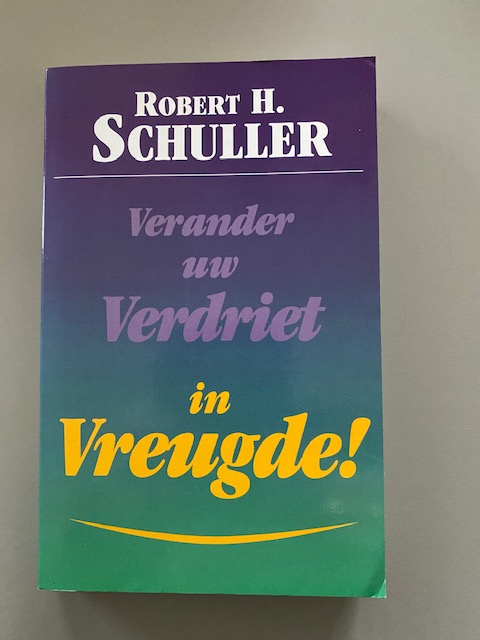 ROBERT H.
SCHULLER
Verander
uw
Verdriet
in
Vreugde!